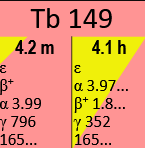 Tb 149
4.2 m 4.1 h
ε ε
β+ α 3.97...
α 3.99 β+ 1.8...
γ 796 γ 352
165... 165...